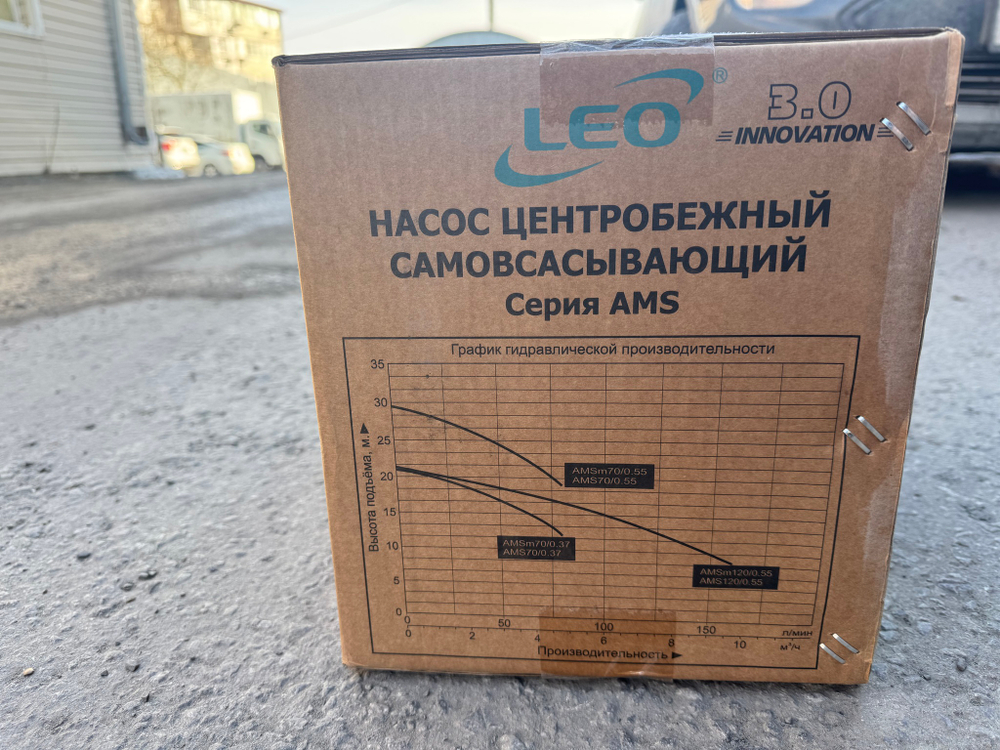 LEO®
3.0
INNOVATION
НАСОС ЦЕНТРОБЕЖНЫЙ
САМОВСАСЫВАЮЩИЙ
Серия AMS
График гидравлической производительности
35
30
25
20
15
10
5
0
Высота подъёма, м.
AMSm70/0.55
AMS70/0.55
AMSm70/0.37
AMS70/0.37
AMSm120/0.55
AMS120/0.55
0 50 100 150 л/мин
0 2 4 6 8 10 м³/ч
Производительность